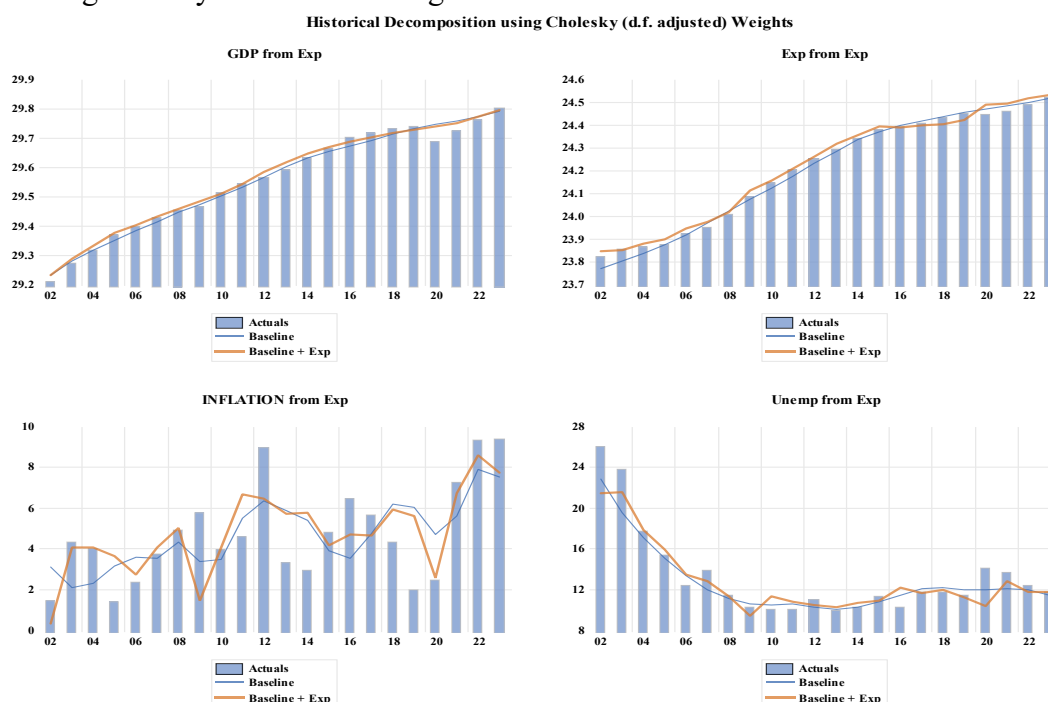 Historical Decomposition using Cholesky (d.f. adjusted) Weights
GDP from Exp
29.9
29.8
29.7
29.6
29.5
29.4
29.3
29.2
02 04 06 08 10 12 14 16 18 20 22
Actuals
Baseline
Baseline + Exp
Exp from Exp
24.6
24.5
24.4
24.3
24.2
24.1
24.0
23.9
23.8
23.7
02 04 06 08 10 12 14 16 18 20 22
Actuals
Baseline
Baseline + Exp
INFLATION from Exp
10
8
6
4
2
0
02 04 06 08 10 12 14 16 18 20 22
Actuals
Baseline
Baseline + Exp
Unemp from Exp
28
24
20
16
12
8
02 04 06 08 10 12 14 16 18 20 22
Actuals
Baseline
Baseline + Exp